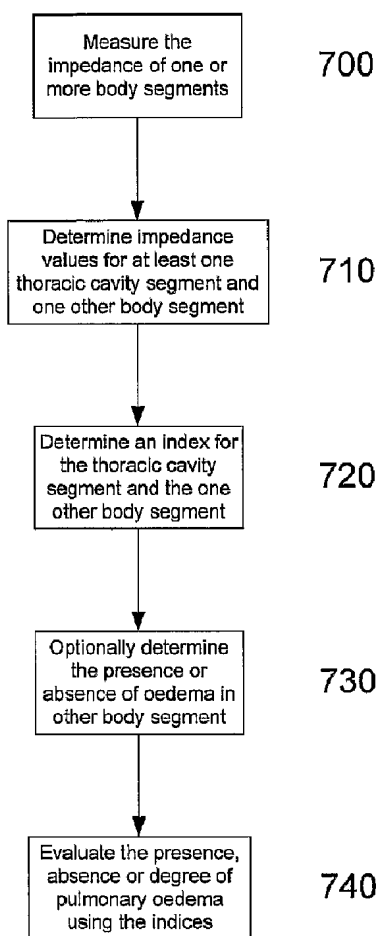 Measure the
impedance of one or
more body segments
700
Determine impedance
values for at least one
thoracic cavity segment and
one other body segment
710
Determine an index for
the thoracic cavity
segment and the one
other body segment
720
Optionally determine
the presence or
absence of oedema in
other body segment
730
Evaluate the presence,
absence or degree of
pulmonary oedema
using the indices
740